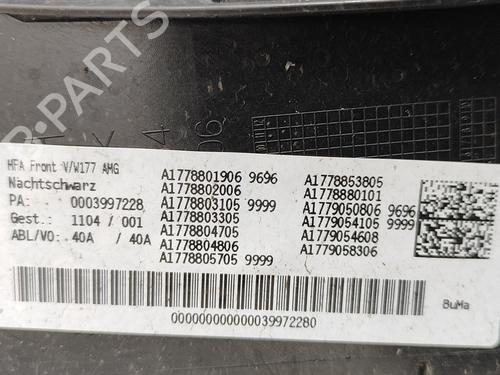 HFA Front V/W177 AMG
Nachtschwarz
PA: 0003997228
Gest.: 1104 / 001
ABL/VO: 40A / 40A
A1778801906 9696
A1778802006
A1778803105 9999
A1778803305
A1778804705
A1778804806
A1778805705 9999
A1778853805
A1778880101
A1779050806 9696
A1779054105 9999
A1779054608
A1779058306
00000000000039972280
BuMa
PARTS